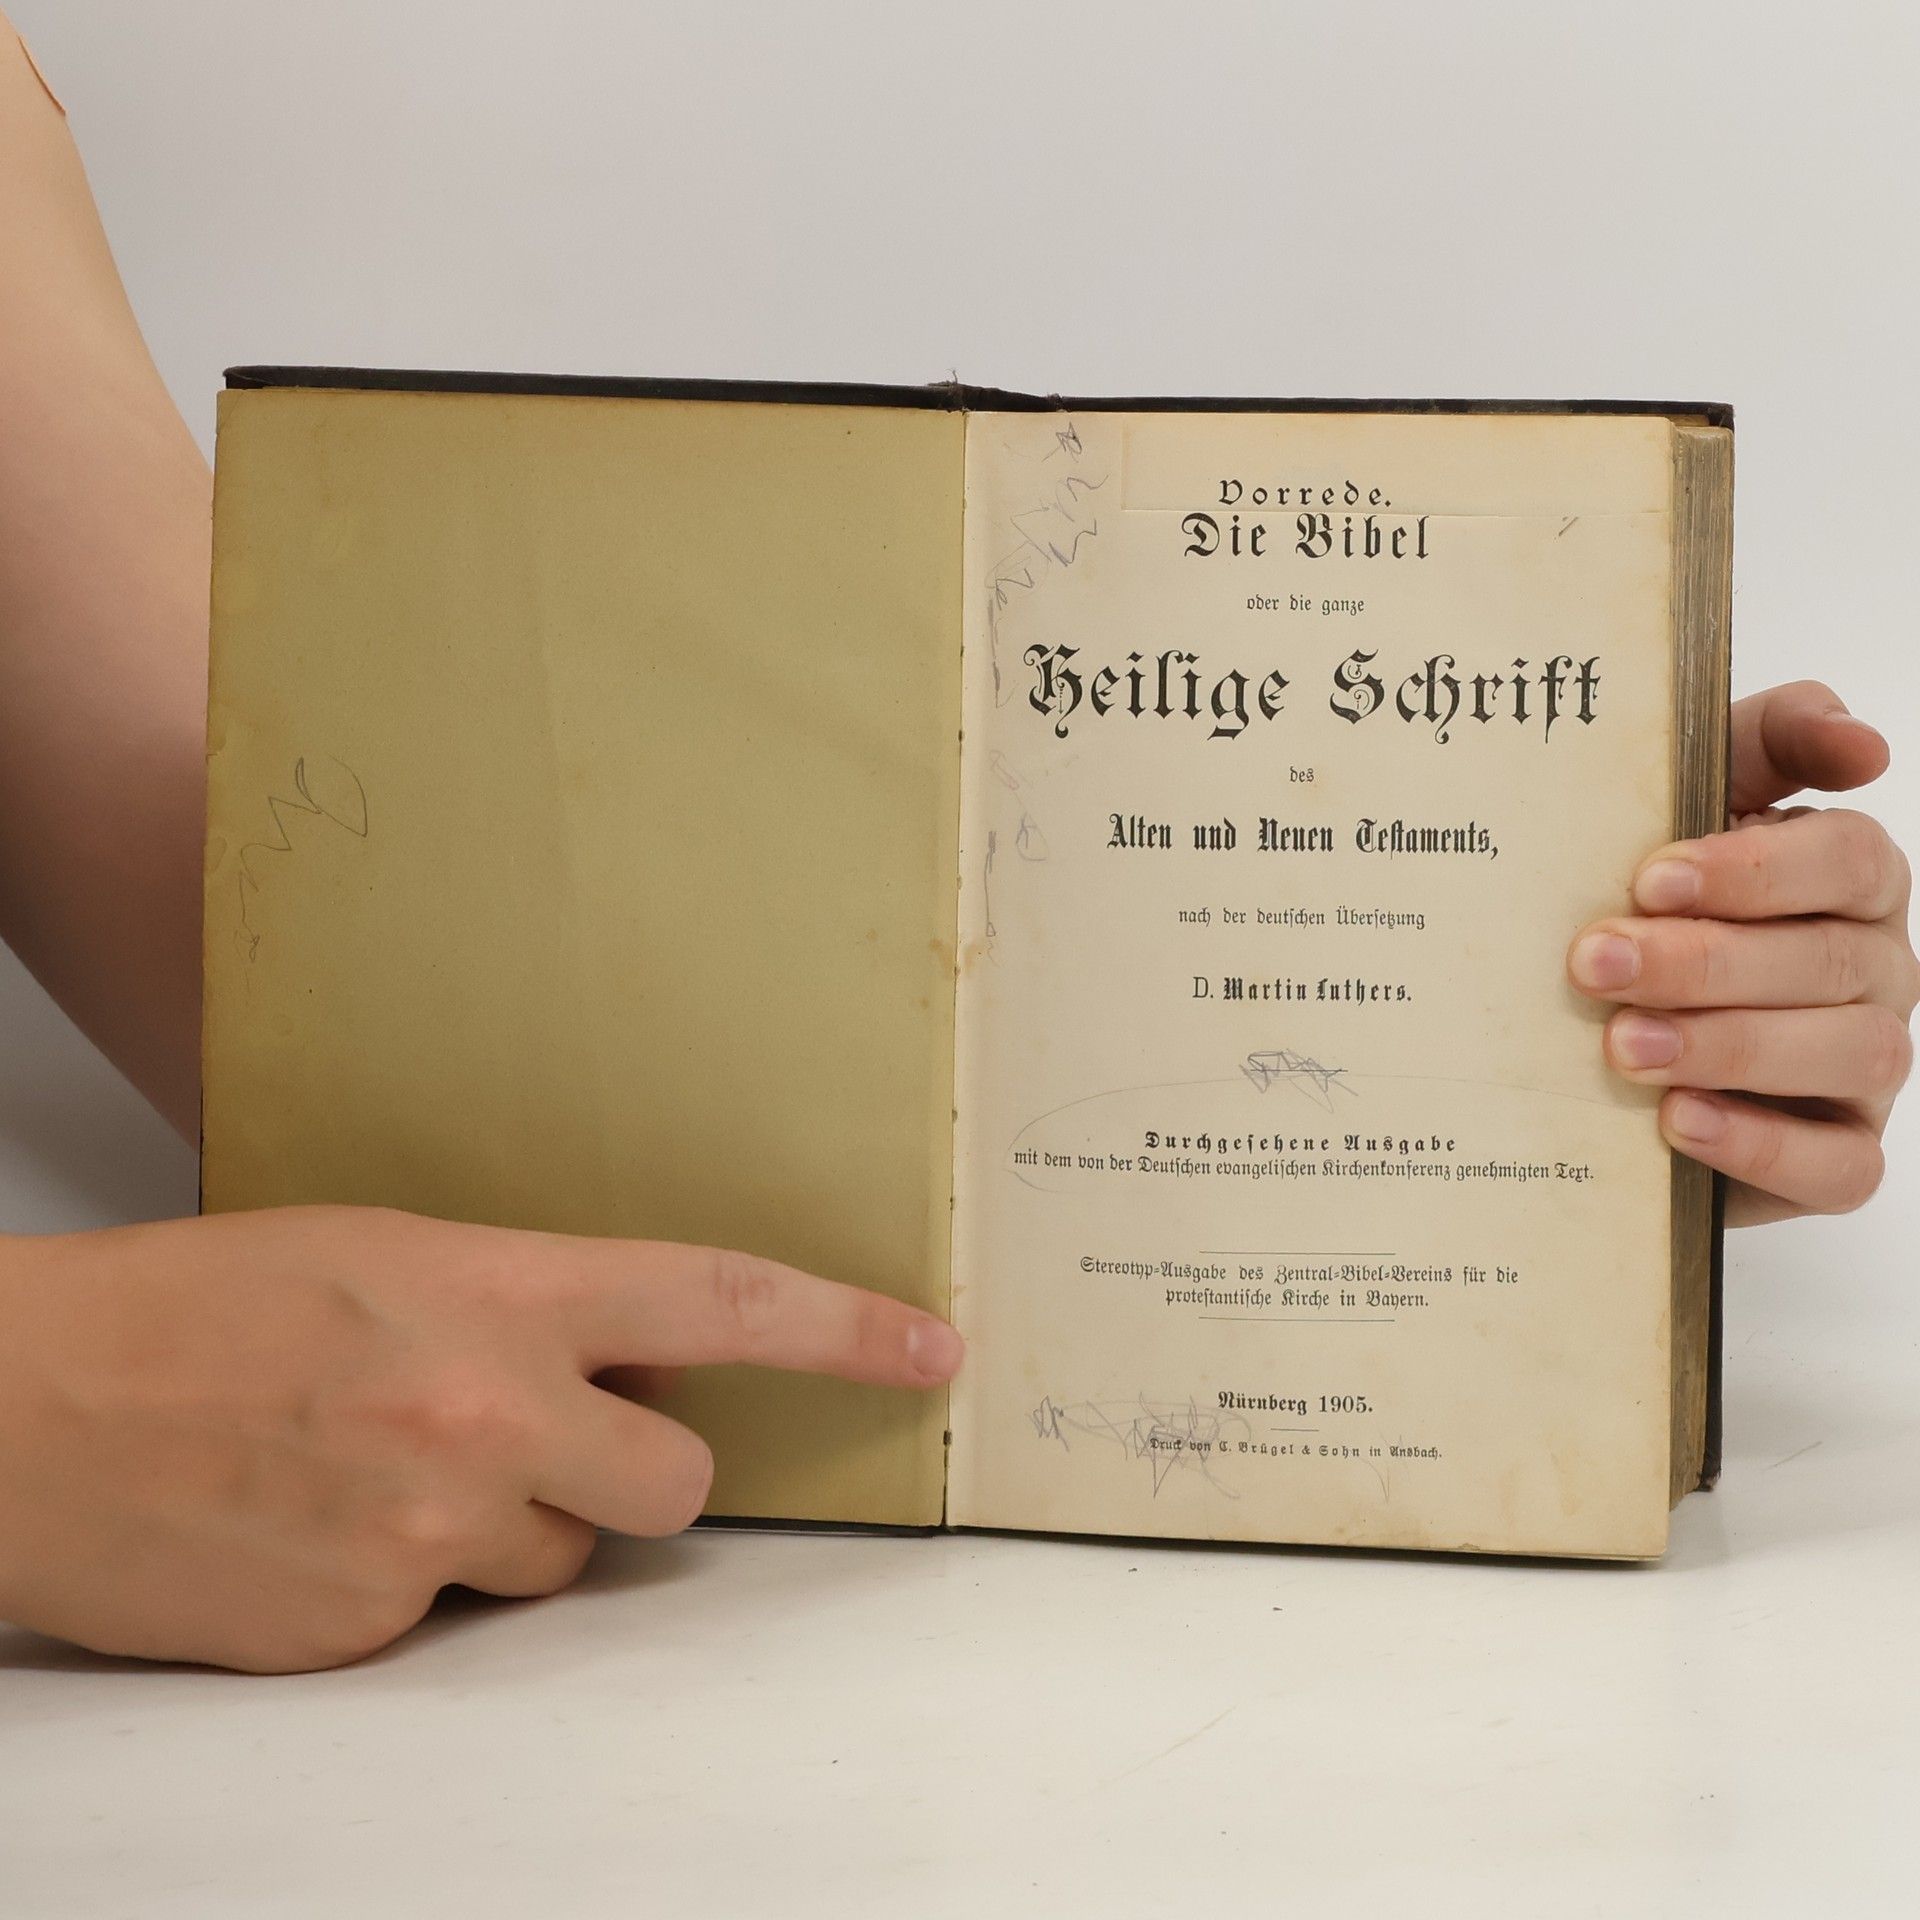 Vorrede.
Die Bibel
oder die ganze
Heilige Schrift
des
Alten und Neuen Testaments,
nach der deutschen Übersetzung
D. Martin Luthers.
Durchgesehene Ausgabe
mit dem von der Deutschen evangelischen Kirchenkonferenz genehmigten Text.
Stereotyp-Ausgabe des Zentral-Bibel-Vereins für die
protestantische Kirche in Bayern.
Nürnberg 1905.
Druck von C. Brügel & Sohn in Ansbach.